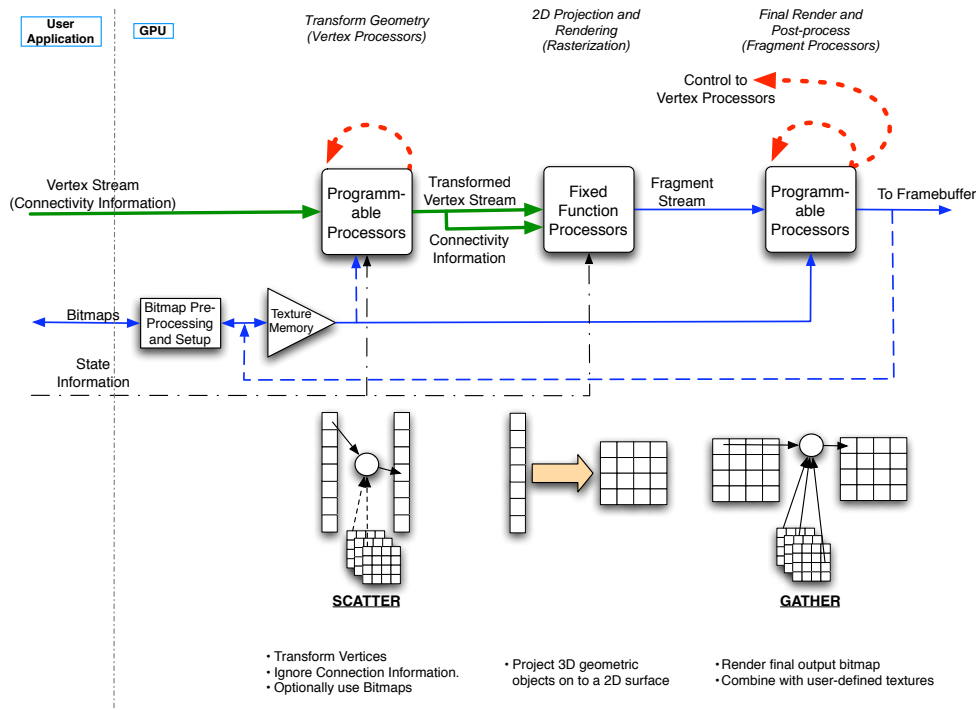 User
Application
GPU
Transform Geometry
(Vertex Processors)
2D Projection and
Rendering
(Rasterization)
Final Render and
Post-process
(Fragment Processors)
Control to
Vertex Processors
Vertex Stream
(Connectivity Information)
Programm-
able
Processors
Transformed
Vertex Stream
Connectivity
Information
Fixed
Function
Processors
Fragment
Stream
Programm-
able
Processors
To Framebuffer
Bitmaps
Bitmap Pre-
Processing
and Setup
Texture
Memory
State
Information
SCATTER
GATHER
• Transform Vertices
• Ignore Connection Information.
• Optionally use Bitmaps
• Project 3D geometric
objects on to a 2D surface
• Render final output bitmap
• Combine with user-defined textures